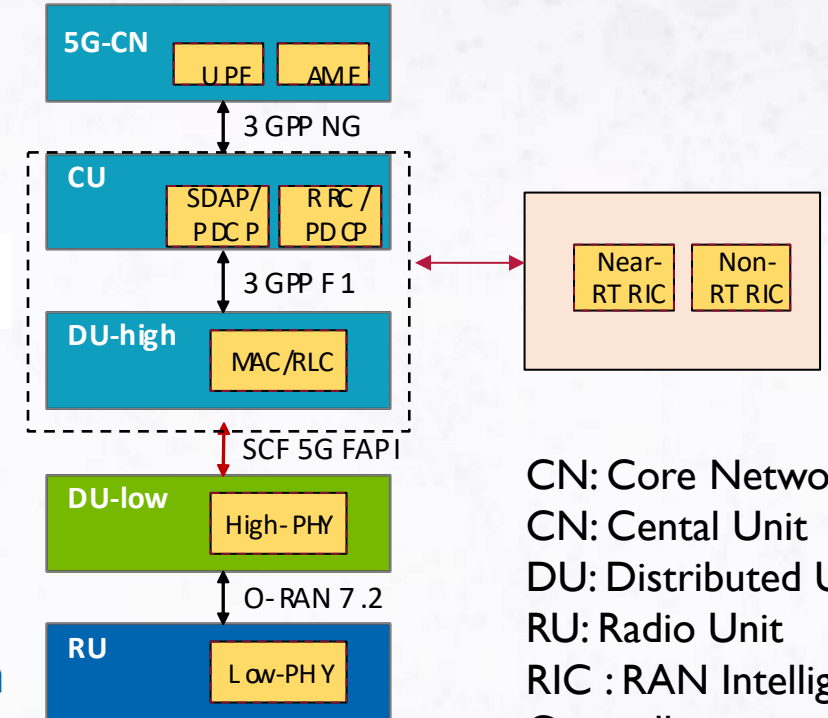 5G-CN
UPF
AMF
3GPP NG
CU
SDAP/
PDCP
RRC/
PDCP
3GPP F1
DU-high
MAC/RLC
SCF 5G FAPI
DU-low
High-PHY
O-RAN 7.2
RU
Low-PHY
Near-
RT RIC
Non-
RT RIC
CN: Core
CN: Cental Unit
DU: Distributed
RU: Radio Unit
RIC : RAN